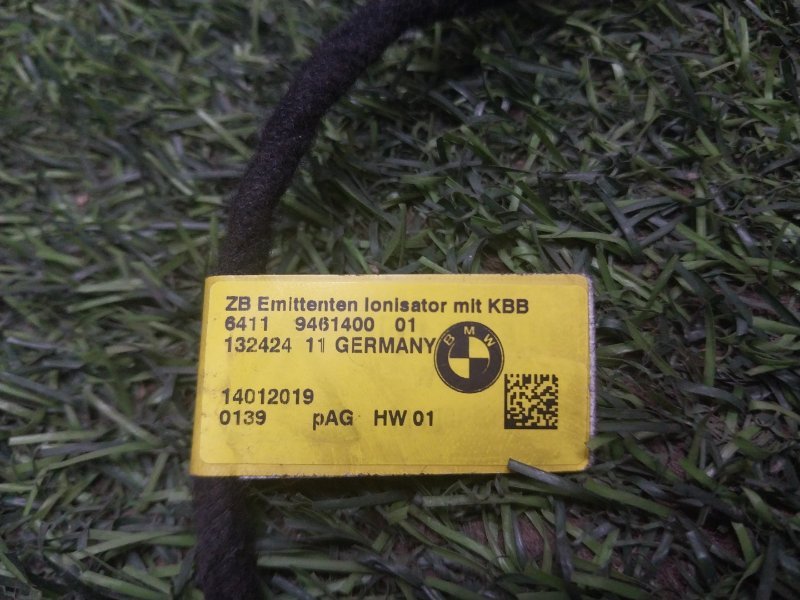 ZB Emittenten Ionisator mit KBB
6411 9461400 01
132424 11 GERMANY
BMW
14012019
0139 pAG HW 01